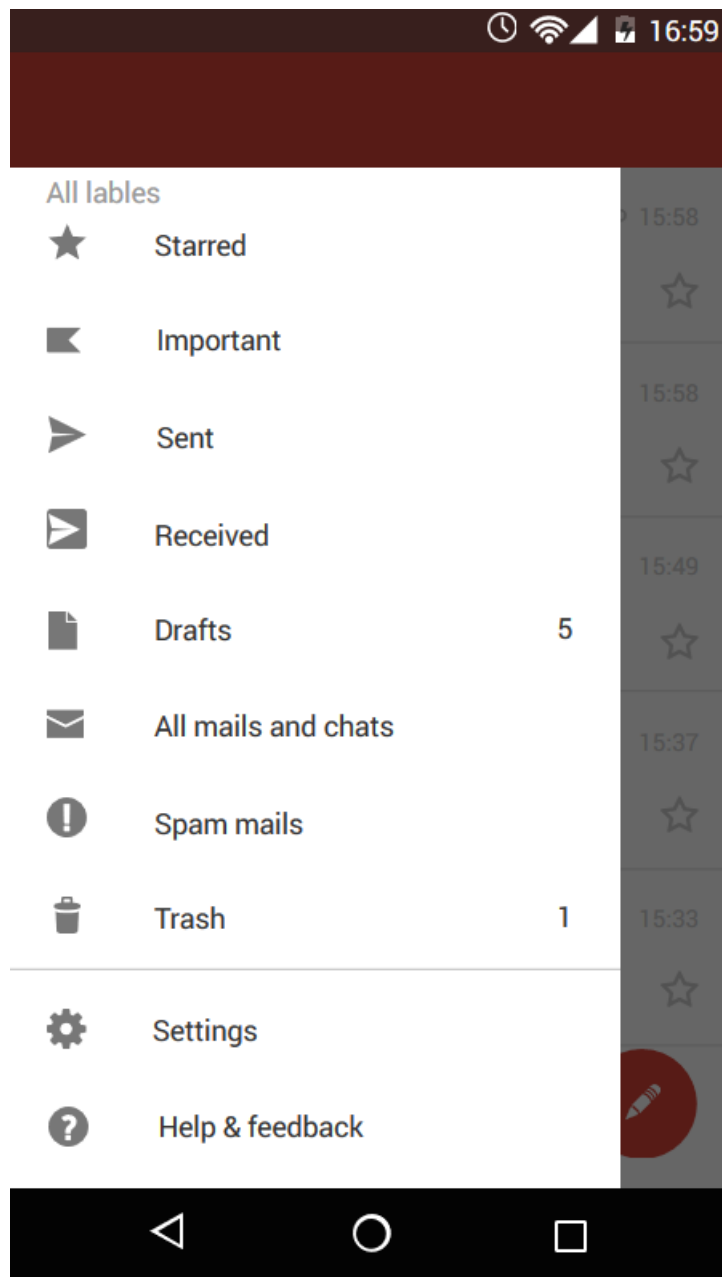 16:59
All lables
Starred
15:58
Important
15:58
Sent
Received
15:49
Drafts 5
All mails and chats
15:37
Spam mails
Trash 1
15:33
Settings
Help & feedback